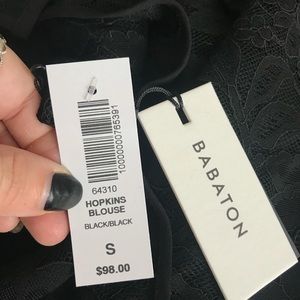 10000000765391
64310
HOPKINS
BLOUSE
BLACK/BLACK
S
$98.00
BABATON